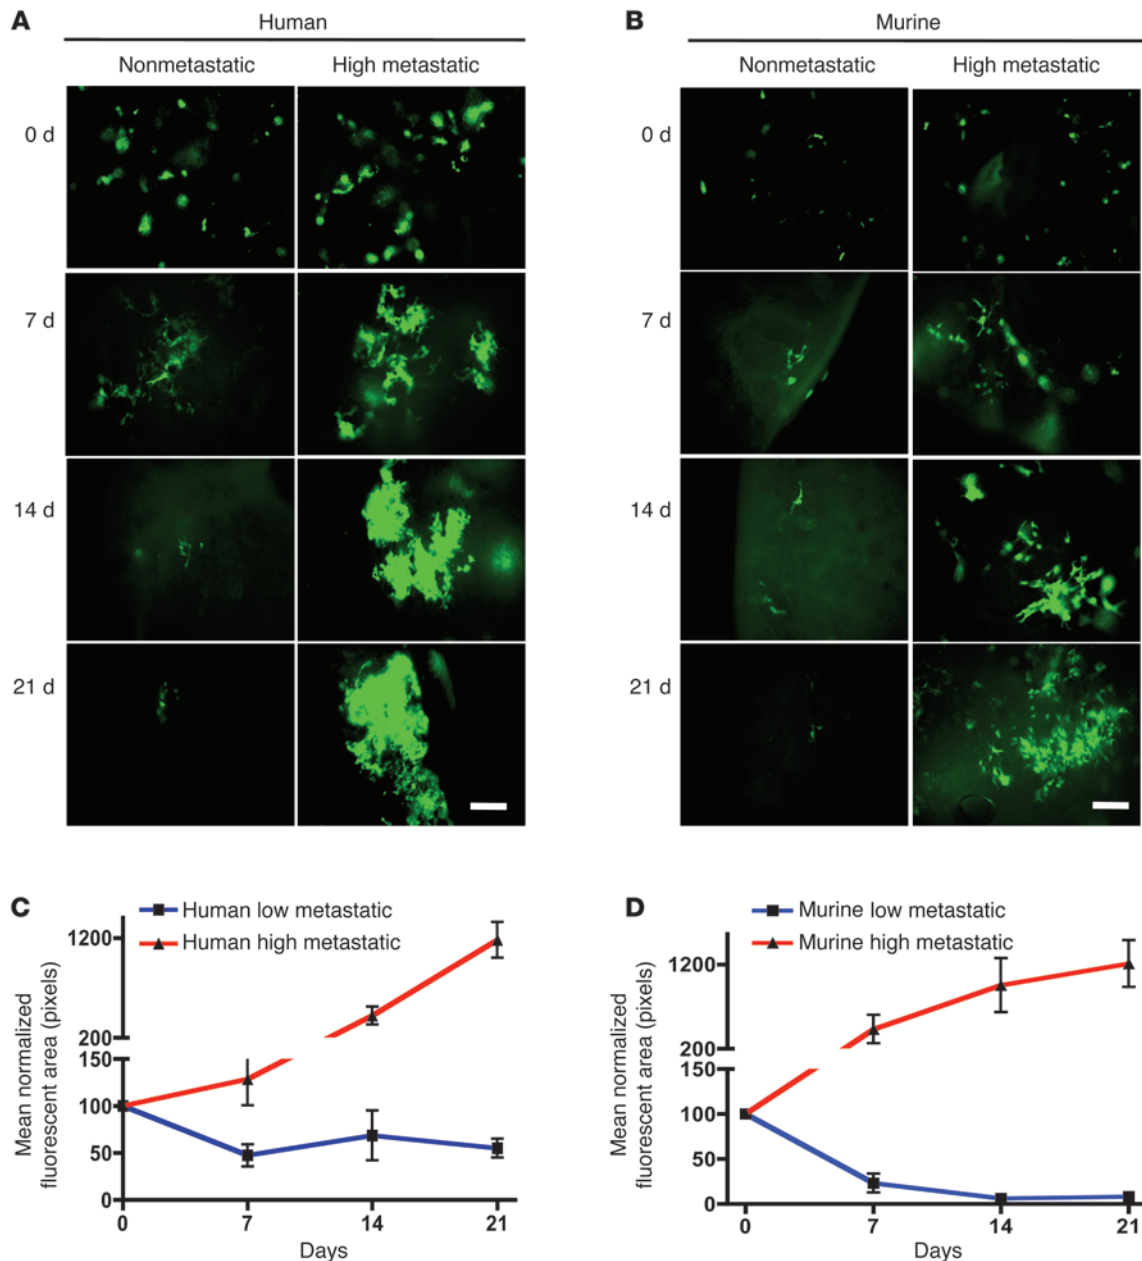 A
Human
Nonmetastatic High metastatic
0 d
7 d
14 d
21 d
B
Murine
Nonmetastatic High metastatic
0 d
7 d
14 d
21 d
C
Human low metastatic
Human high metastatic
Mean normalized
fluorescent area (pixels)
1200
200
150
100
50
0
0 7 14 21
Days
D
Murine low metastatic
Murine high metastatic
Mean normalized
fluorescent area (pixels)
1200
200
150
100
50
0
0 7 14 21
Days